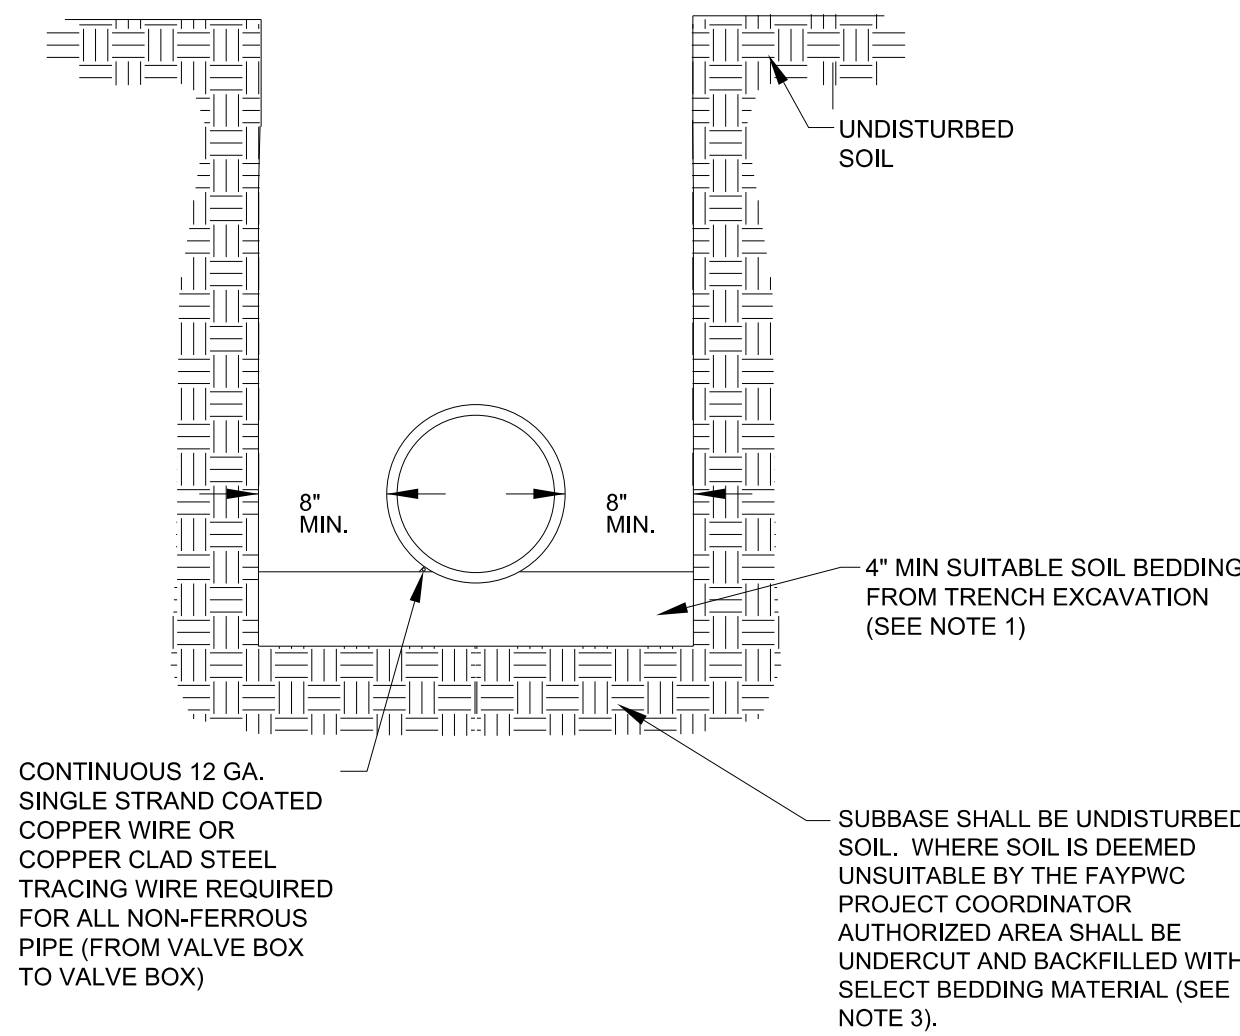 UNDISTURBED
SOIL
8"
MIN.
8"
MIN.
4" MIN SUITABLE SOIL BEDDING
FROM TRENCH EXCAVATION
(SEE NOTE 1)
CONTINUOUS 12 GA.
SINGLE STRAND COATED
COPPER WIRE OR
COPPER CLAD STEEL
TRACING WIRE REQUIRED
FOR ALL NON-FERROUS
PIPE (FROM VALVE BOX
TO VALVE BOX)
SUBBASE SHALL BE UNDISTURBED
SOIL. WHERE SOIL IS DEEMED
UNSUITABLE BY THE FAYPWC
PROJECT COORDINATOR
AUTHORIZED AREA SHALL BE
UNDERCUT AND BACKFILLED WITH
SELECT BEDDING MATERIAL (SEE
NOTE 3).